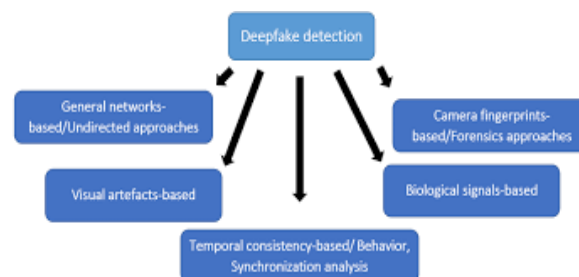 Deepfake detection
General networks-
based/Undirected approaches
Camera fingerprints-
based/Forensics approaches
Visual artefacts-based
Biological signals-based
Temporal consistency-based/ Behavior,
Synchronization analysis